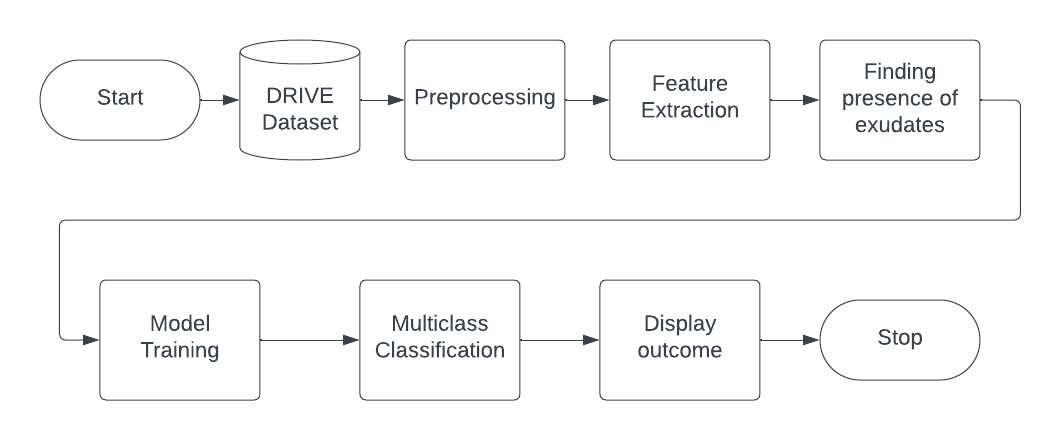 Start
DRIVE
Dataset
Preprocessing
Feature
Extraction
Finding
presence of
exudates
Model
Training
Multiclass
Classification
Display
outcome
Stop